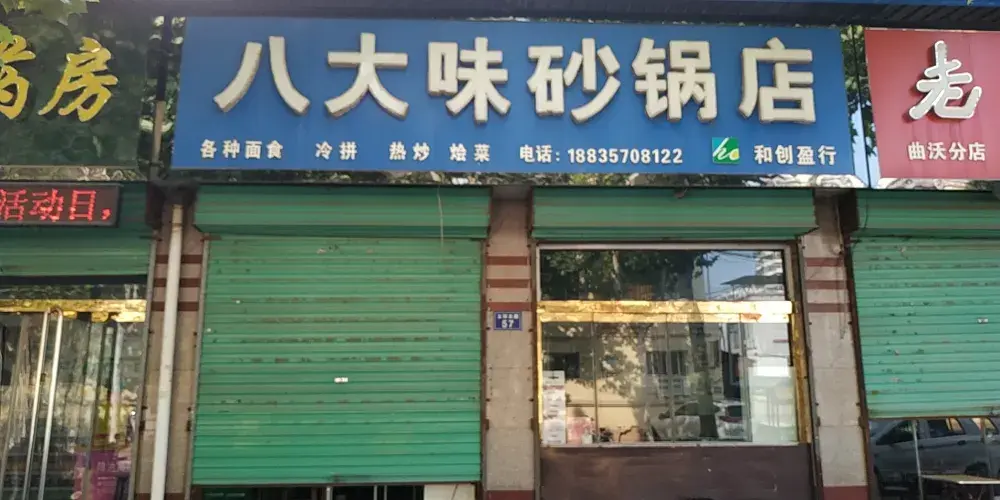 药房
活动日，
八大味砂锅店
各种面食 冷拼 热炒 烩菜 电话：18835708122 和创盈行
老
曲沃分店
57